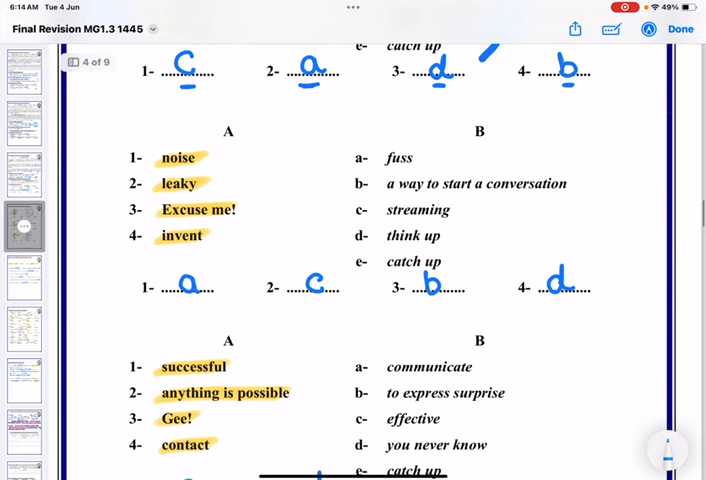 6:14 AM Tue 4 Jun
49%
Final Revision MG1.3 1445
Done
4 of 9
e- catch up
1- ........c........ 2- ........a........ 3- ........d........ 4- ........b........
A B
1- noise a- fuss
2- leaky b- a way to start a conversation
3- Excuse me! c- streaming
4- invent d- think up
e- catch up
1- ........a........ 2- ........c........ 3- ........b........ 4- ........d........
A B
1- successful a- communicate
2- anything is possible b- to express surprise
3- Gee! c- effective
4- contact d- you never know
e- catch up